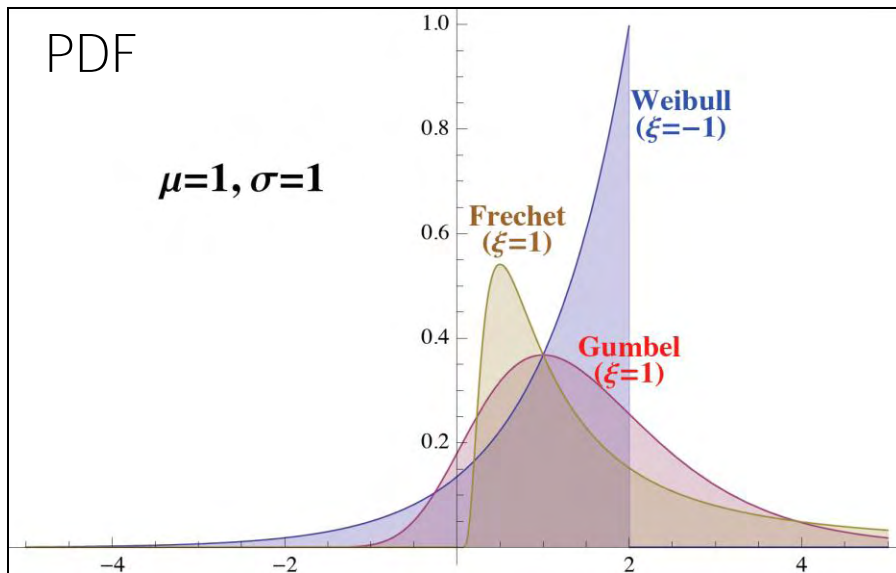 PDF
1.0
Weibull
(ξ=−1)
0.8
μ=1, σ=1
Frechet
(ξ=1)
0.6
0.4
Gumbel
(ξ=1)
0.2
−4
−2
2
4